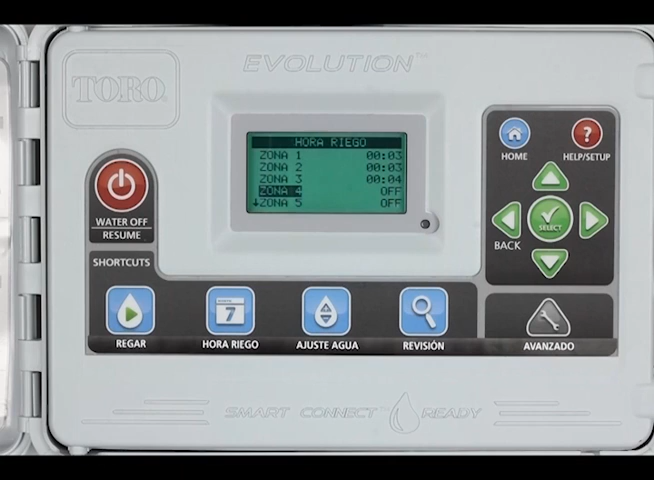 EVOLUTION™
TORO.
HORA RIEGO
ZONA 1 00:03
ZONA 2 00:03
ZONA 3 00:04
ZONA 4 OFF
↓ZONA 5 OFF
HOME
?
HELP/SETUP
SELECT
BACK
WATER OFF
RESUME
SHORTCUTS
7
REGAR
HORA RIEGO
AJUSTE AGUA
REVISIÓN
AVANZADO
SMART CONNECT™ READY